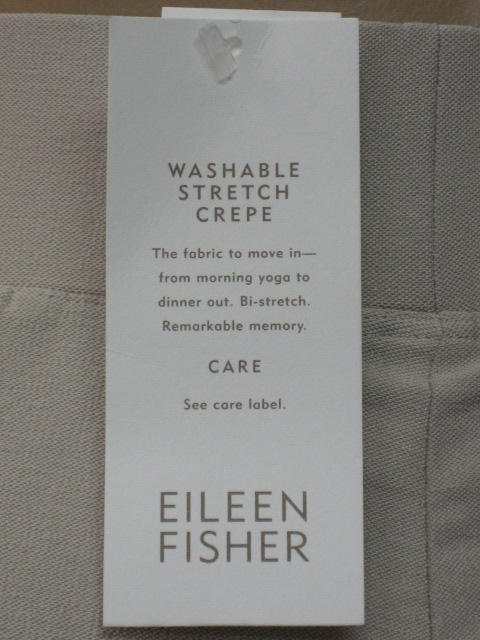 WASHABLE
STRETCH
CREPE
The fabric to move in—
from morning yoga to
dinner out. Bi-stretch.
Remarkable memory.
CARE
See care label.
EILEEN
FISHER